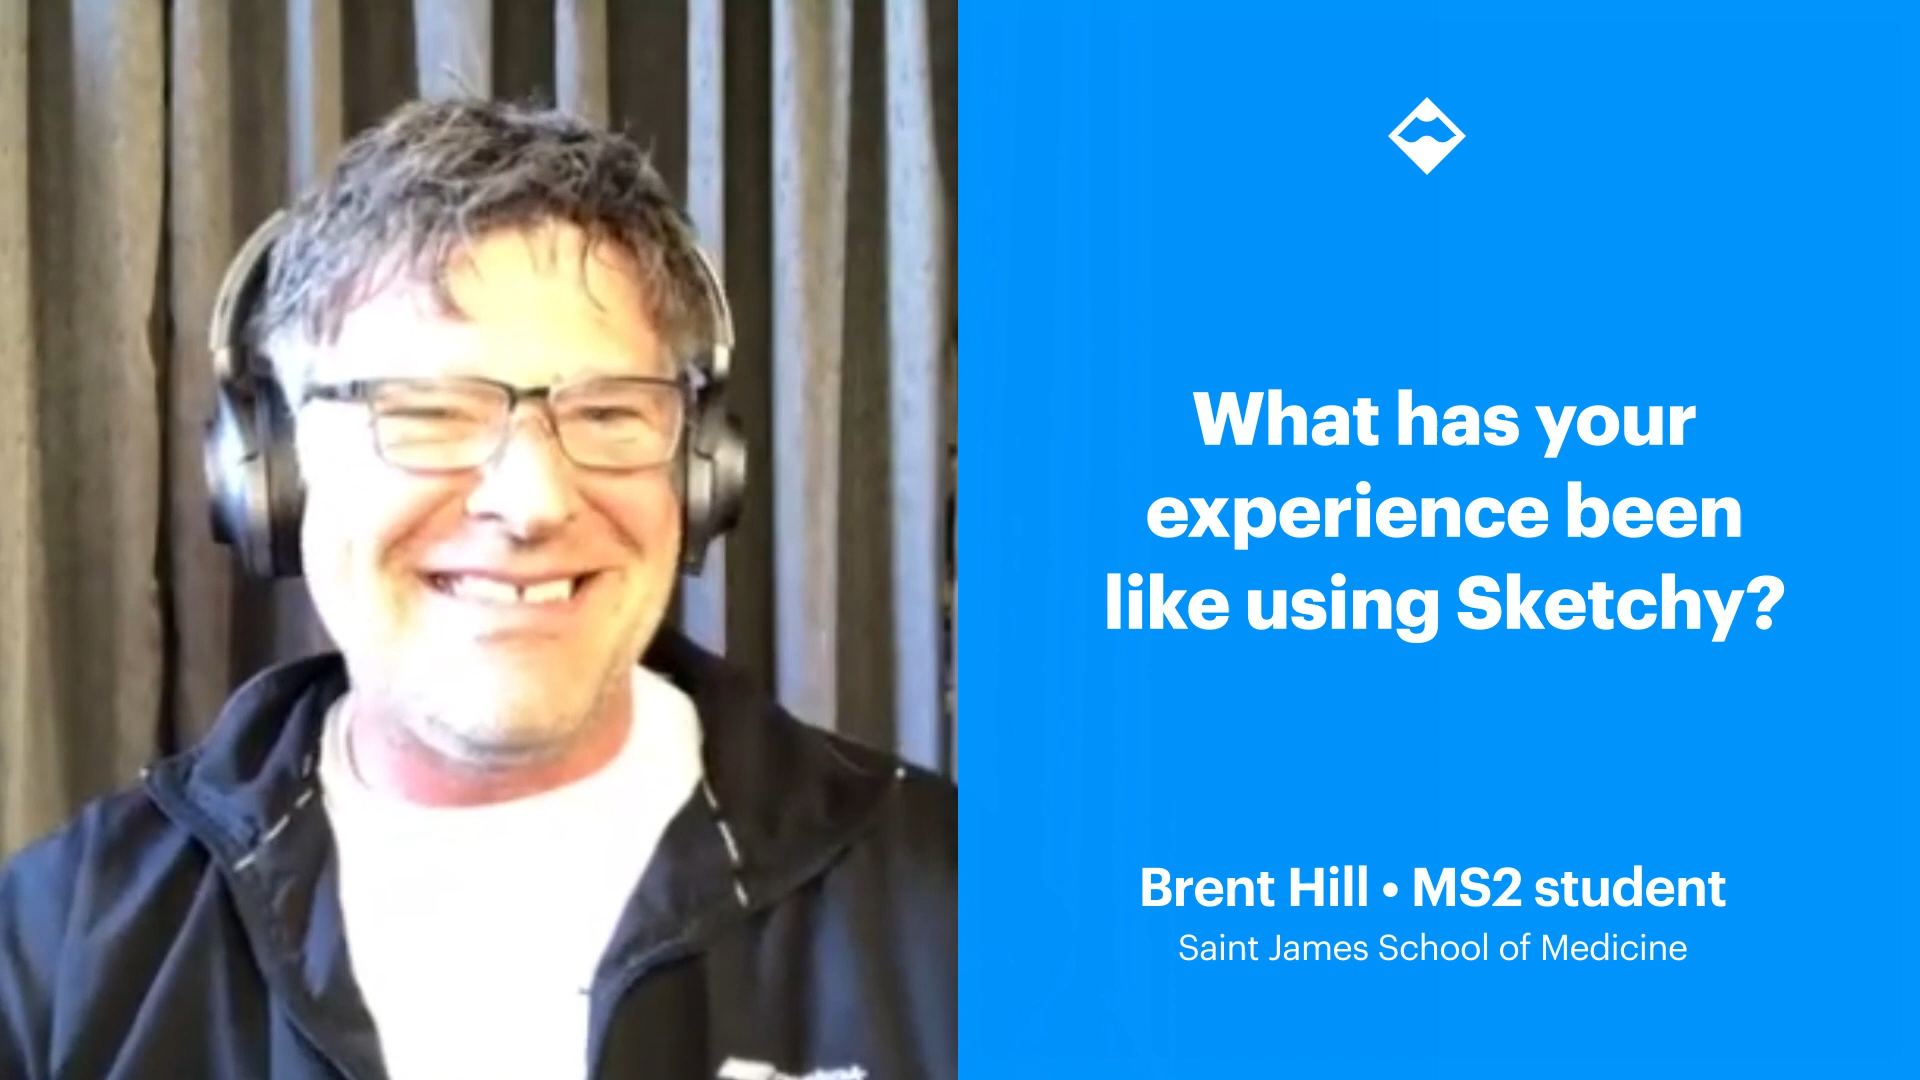 What has your
experience been
like using Sketchy?
Brent Hill • MS2 student
Saint James School of Medicine